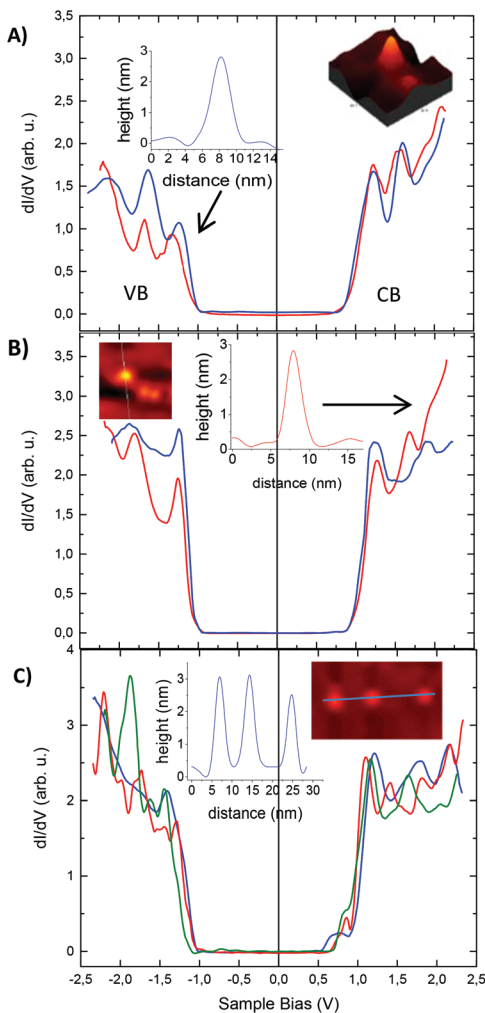 A)
3,5
3,0
2,5
2,0
1,5
1,0
0,5
0,0
dI/dV (arb. u.)
3
2
1
0
height (nm)
0 2 4 6 8 10 12 14
distance (nm)
VB
CB
B)
3,5
3,0
2,5
2,0
1,5
1,0
0,5
0,0
dI/dV (arb. u.)
3
2
1
0
height (nm)
0 5 10 15
distance (nm)
C)
4
3
2
1
0
dI/dV (arb. u.)
3
2
1
0
height (nm)
0 5 10 15 20 25 30
distance (nm)
-2,5 -2,0 -1,5 -1,0 -0,5 0,0 0,5 1,0 1,5 2,0 2,5
Sample Bias (V)